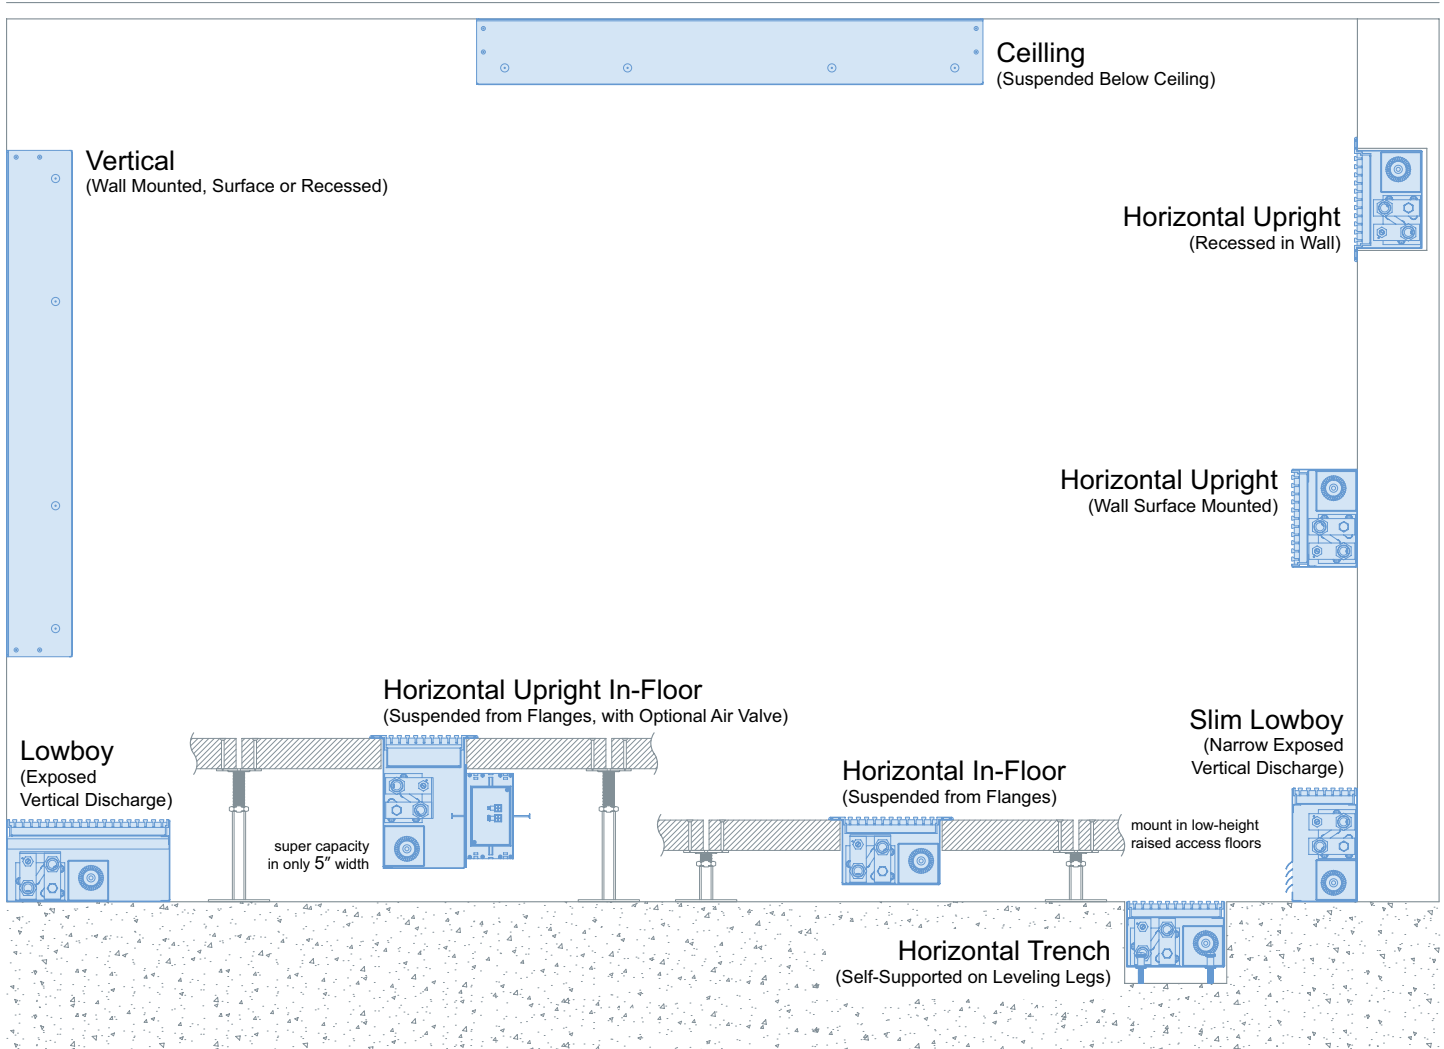 Ceilling
(Suspended Below Ceiling)
Vertical
(Wall Mounted, Surface or Recessed)
Horizontal Upright
(Recessed in Wall)
Horizontal Upright
(Wall Surface Mounted)
Horizontal Upright In-Floor
(Suspended from Flanges, with Optional Air Valve)
Slim Lowboy
(Narrow Exposed
Vertical Discharge)
Lowboy
(Exposed
Vertical Discharge)
Horizontal In-Floor
(Suspended from Flanges)
mount in low-height
raised access floors
super capacity
in only 5″ width
Horizontal Trench
(Self-Supported on Leveling Legs)